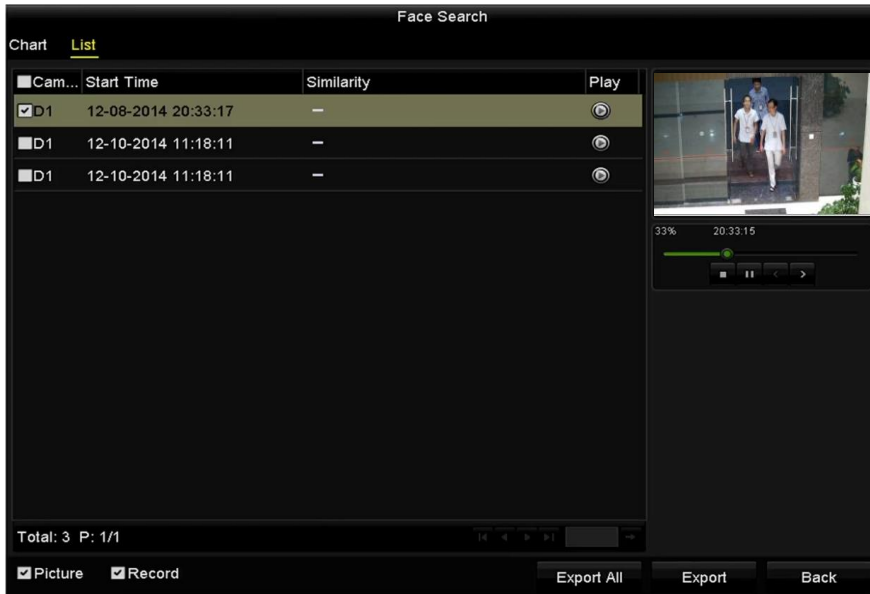 Face Search
Chart List
Cam... Start Time Similarity Play
D1 12-08-2014 20:33:17 –
D1 12-10-2014 11:18:11 –
D1 12-10-2014 11:18:11 –
33% 20:33:15
Total: 3 P: 1/1
Picture Record Export All Export Back